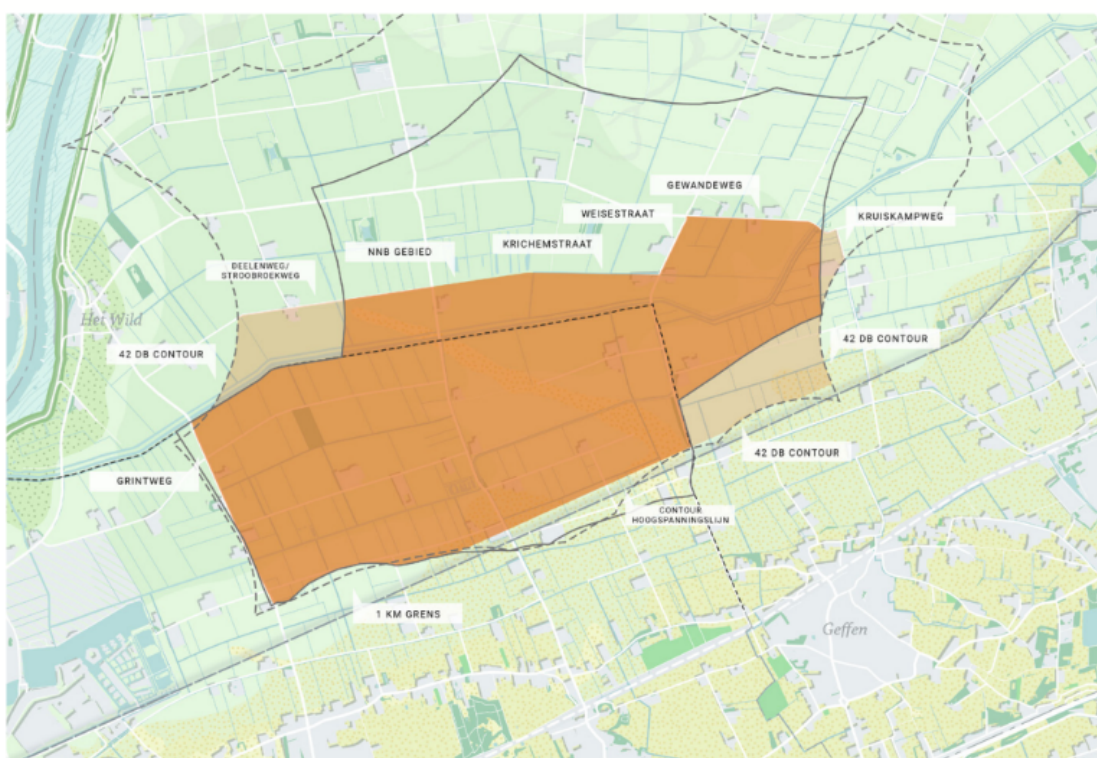 GEWANDEWEG
WEISESTRAAT
KRUISKAMPWEG
KRICHEMSTRAAT
NNB GEBIED
DEELENWEG/
STROOBROEKWEG
Het Wild
42 DB CONTOUR
42 DB CONTOUR
42 DB CONTOUR
GRINTWEG
CONTOUR
HOOGSPANNINGSLIJN
1 KM GRENS
Geffen